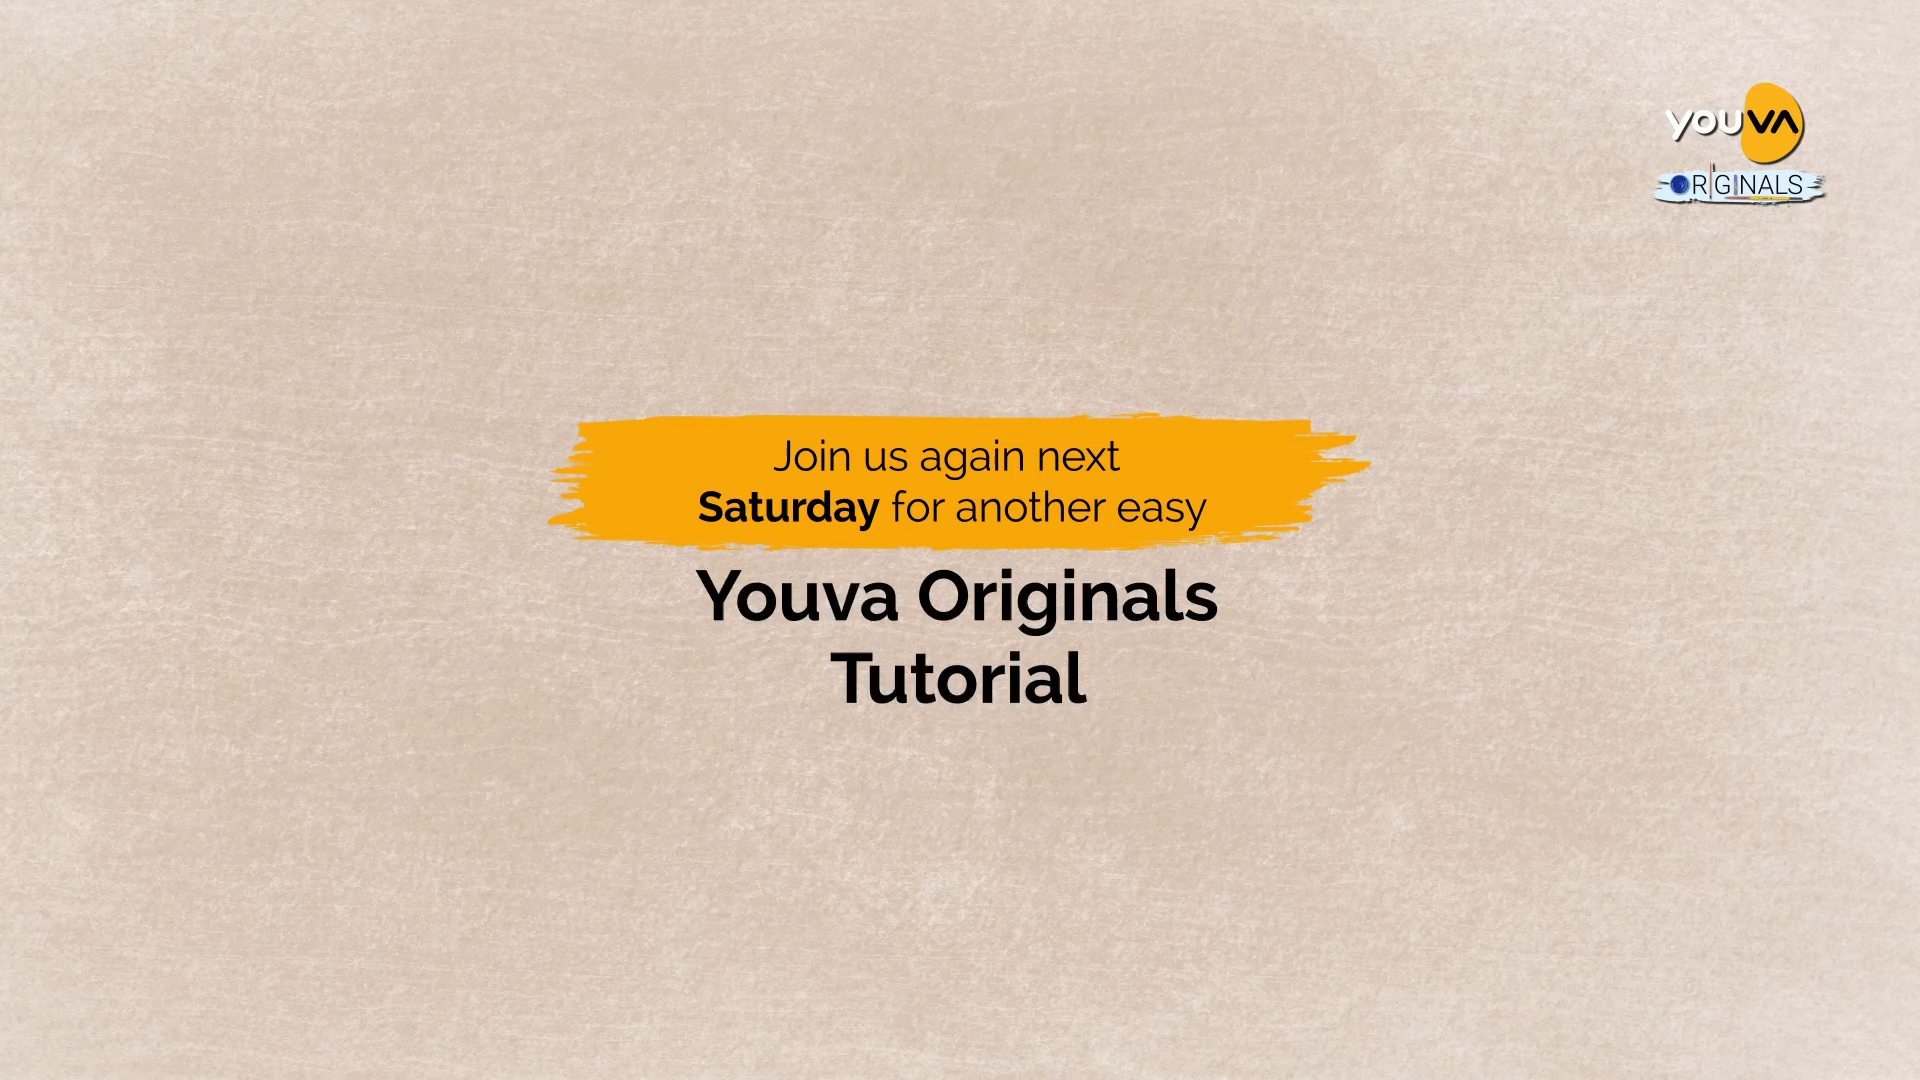 youVA
ORIGINALS
Join us again next
Saturday for another easy
Youva Originals
Tutorial